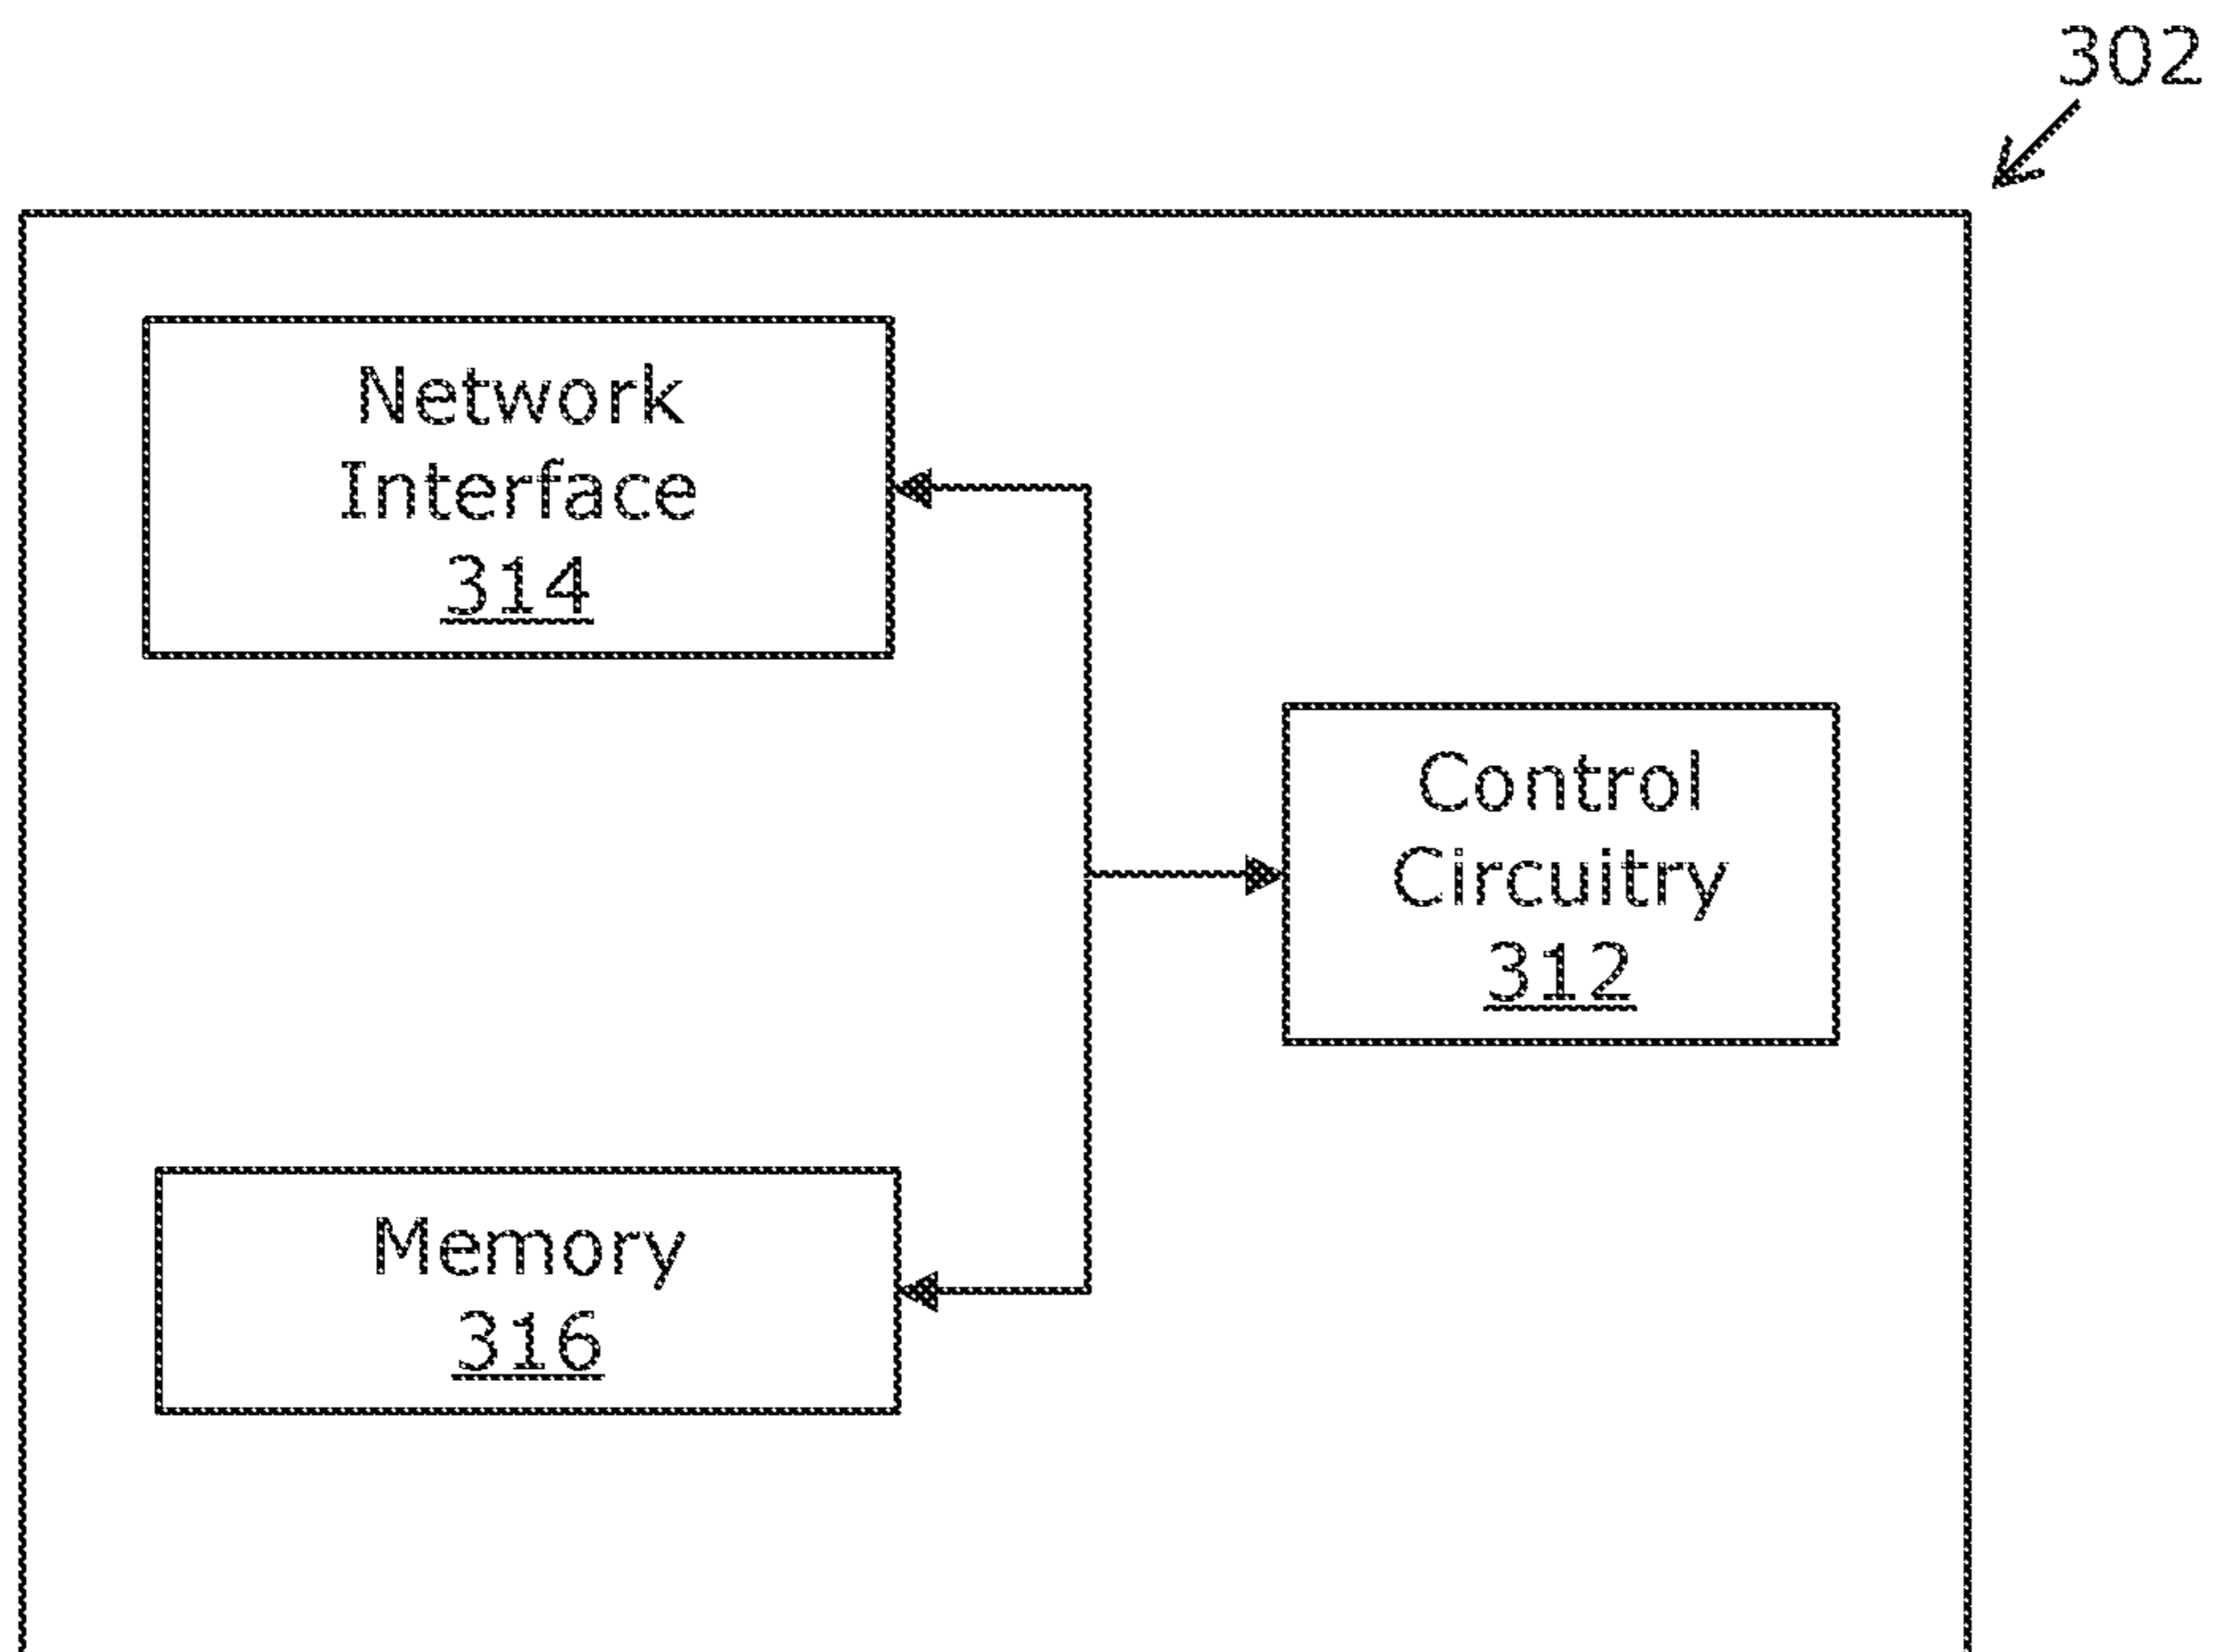 302
Network
Interface
314
Control
Circuitry
312
Memory
316